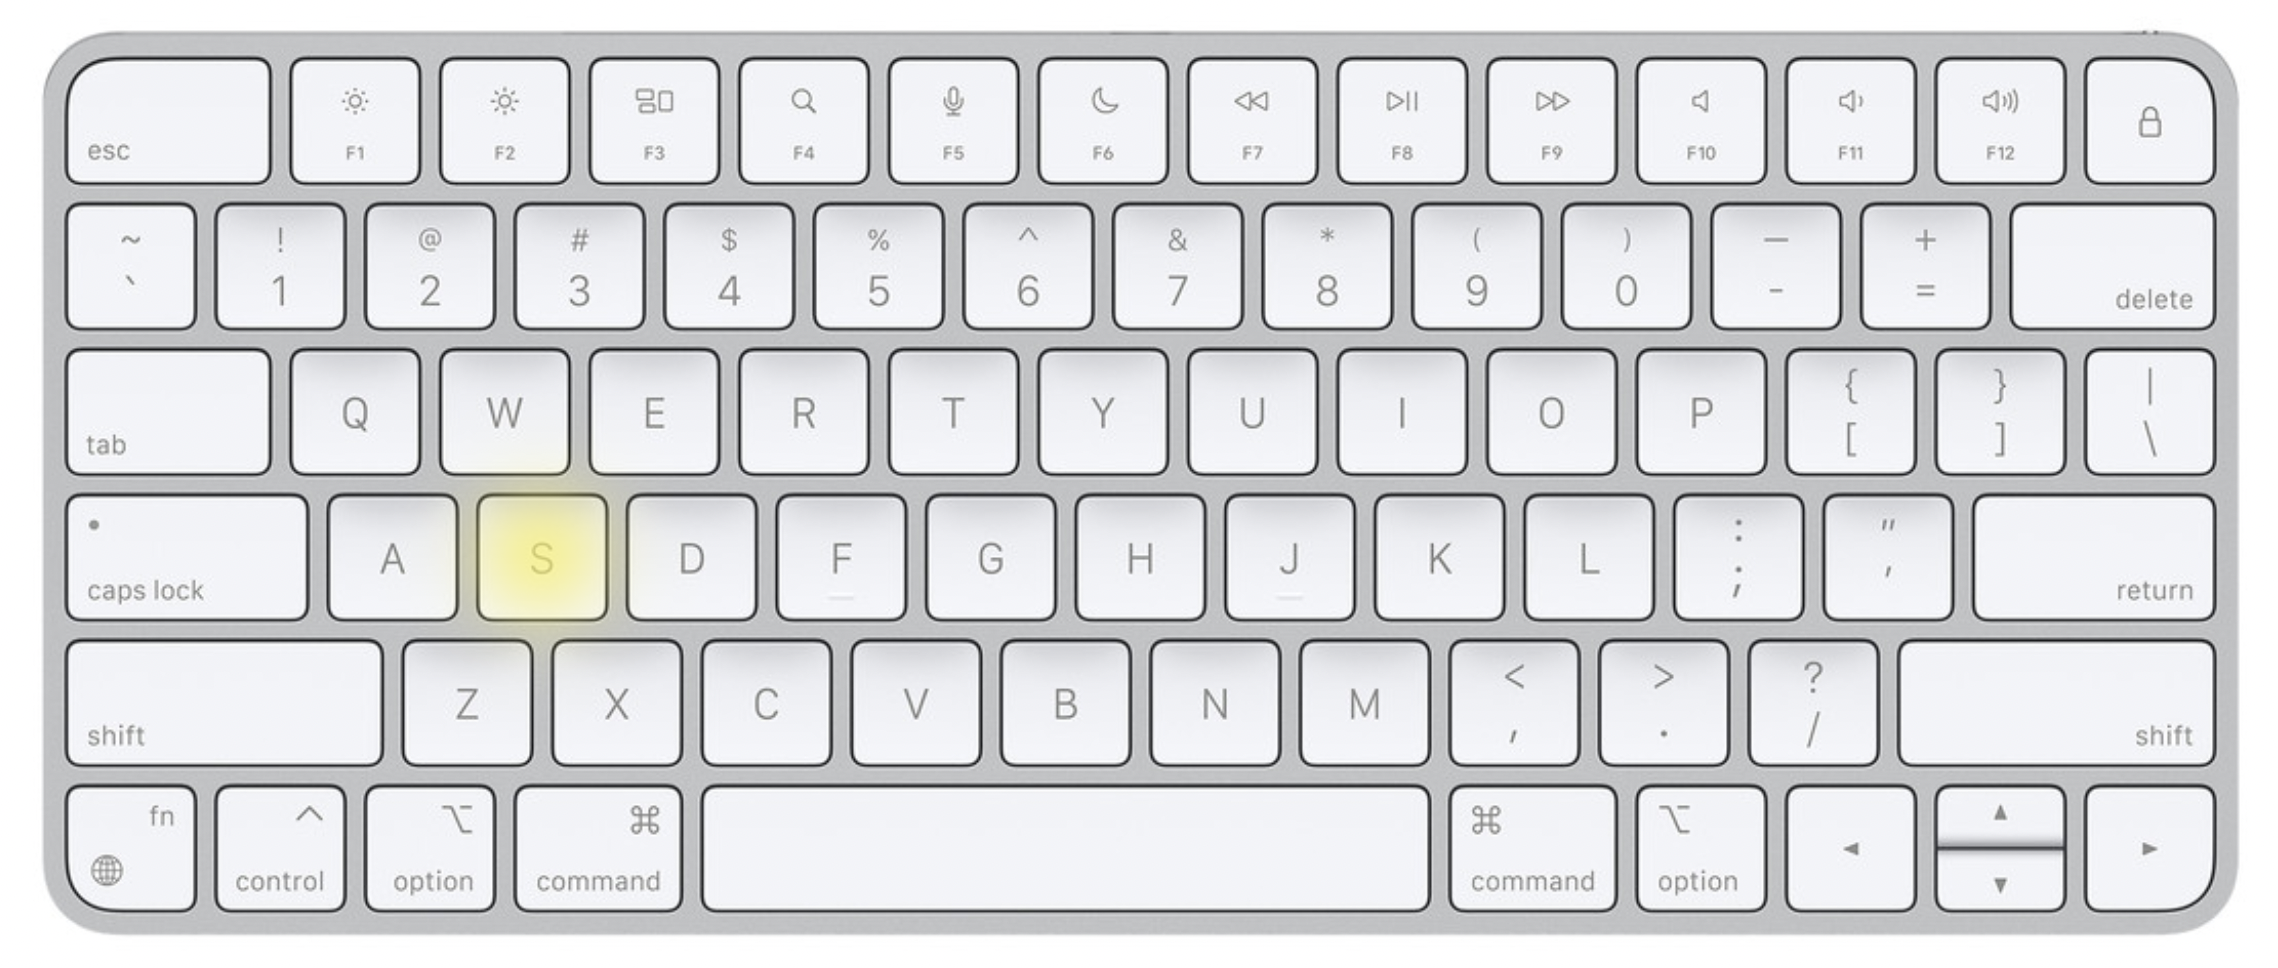 esc F1 F2 F3 F4 F5 F6 F7 F8 F9 F10 F11 F12
~ ! @ # $ % ^ & * ( ) — +
` 1 2 3 4 5 6 7 8 9 0 - = delete
tab Q W E R T Y U I O P { } |
[ ] \
caps lock A S D F G H J K L : "
; ' return
shift Z X C V B N M < > ? shift
, . /
fn ^ ⌥ ⌘ ⌘ ⌥
control option command command option